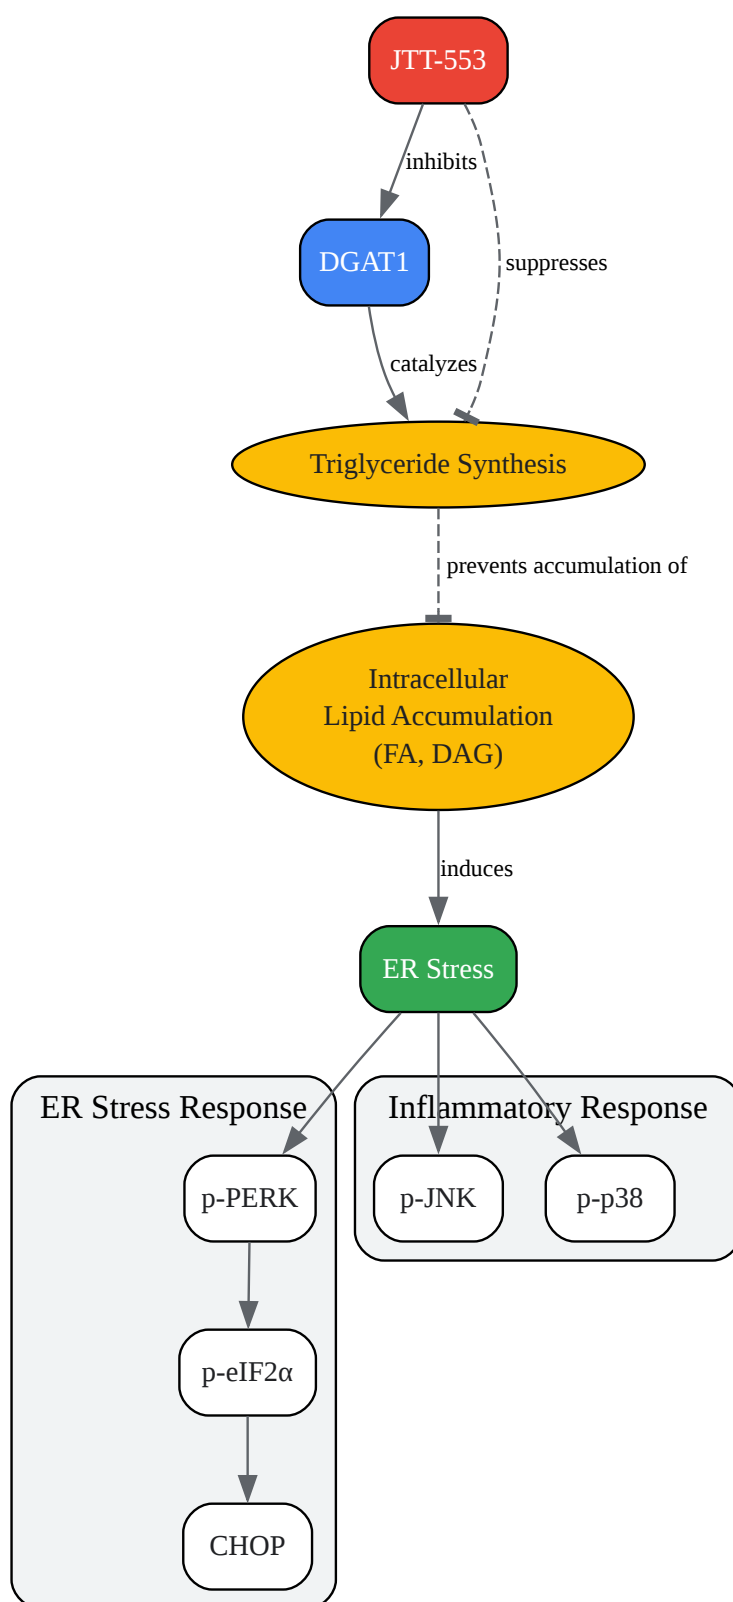 JTT-553
inhibits
DGAT1
suppresses
catalyzes
Triglyceride Synthesis
prevents accumulation of
Intracellular
Lipid Accumulation
(FA, DAG)
induces
ER Stress
ER Stress Response
Inflammatory Response
p-PERK
p-JNK
p-p38
p-eIF2α
CHOP